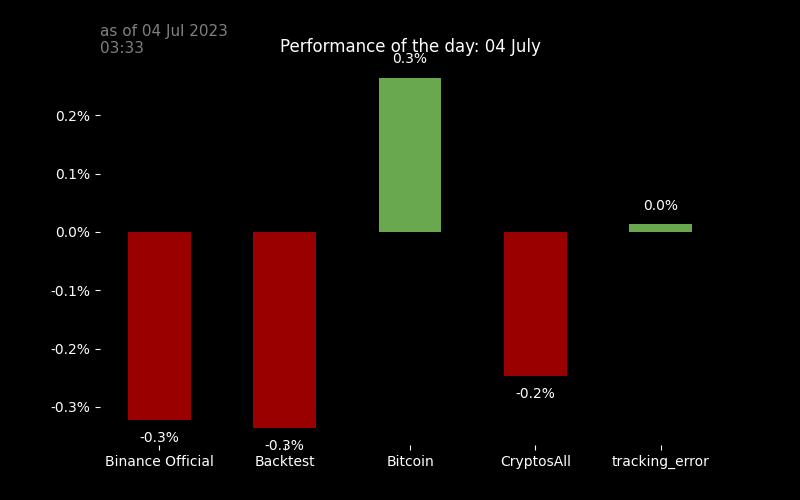 as of 04 Jul 2023
03:33
Performance of the day: 04 July
0.3%
0.2%
0.1%
0.0%
0.0%
-0.1%
-0.2%
-0.2%
-0.3%
-0.3%
-0.3%
Binance Official
Backtest
Bitcoin
CryptosAll
tracking_error